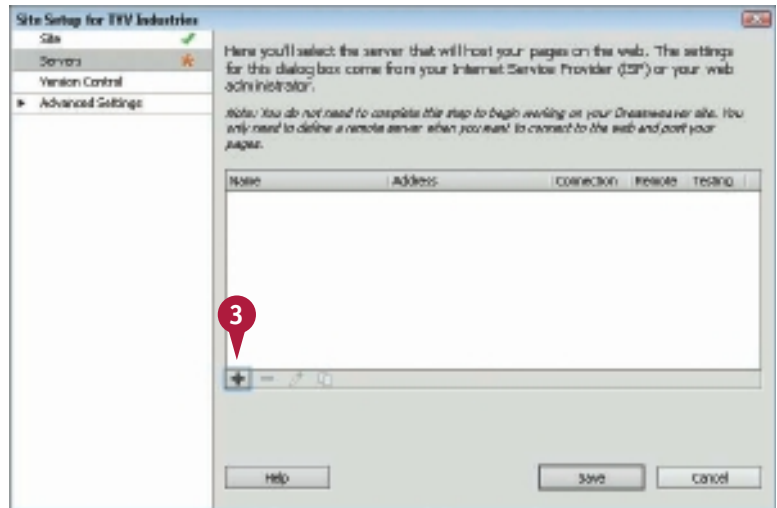 Site Setup for TYV Industries
Site
Servers
Version Control
Advanced Settings
Here you'll select the server that will host your pages on the web. The settings
for this dialog box come from your Internet Service Provider (ISP) or your web
administrator.
Note: You do not need to complete this step to begin working on your Dreamweaver site. You
only need to define a remote server when you want to connect to the web and post your
pages.
Name Address Connection Remote Testing
3
Help Save Cancel